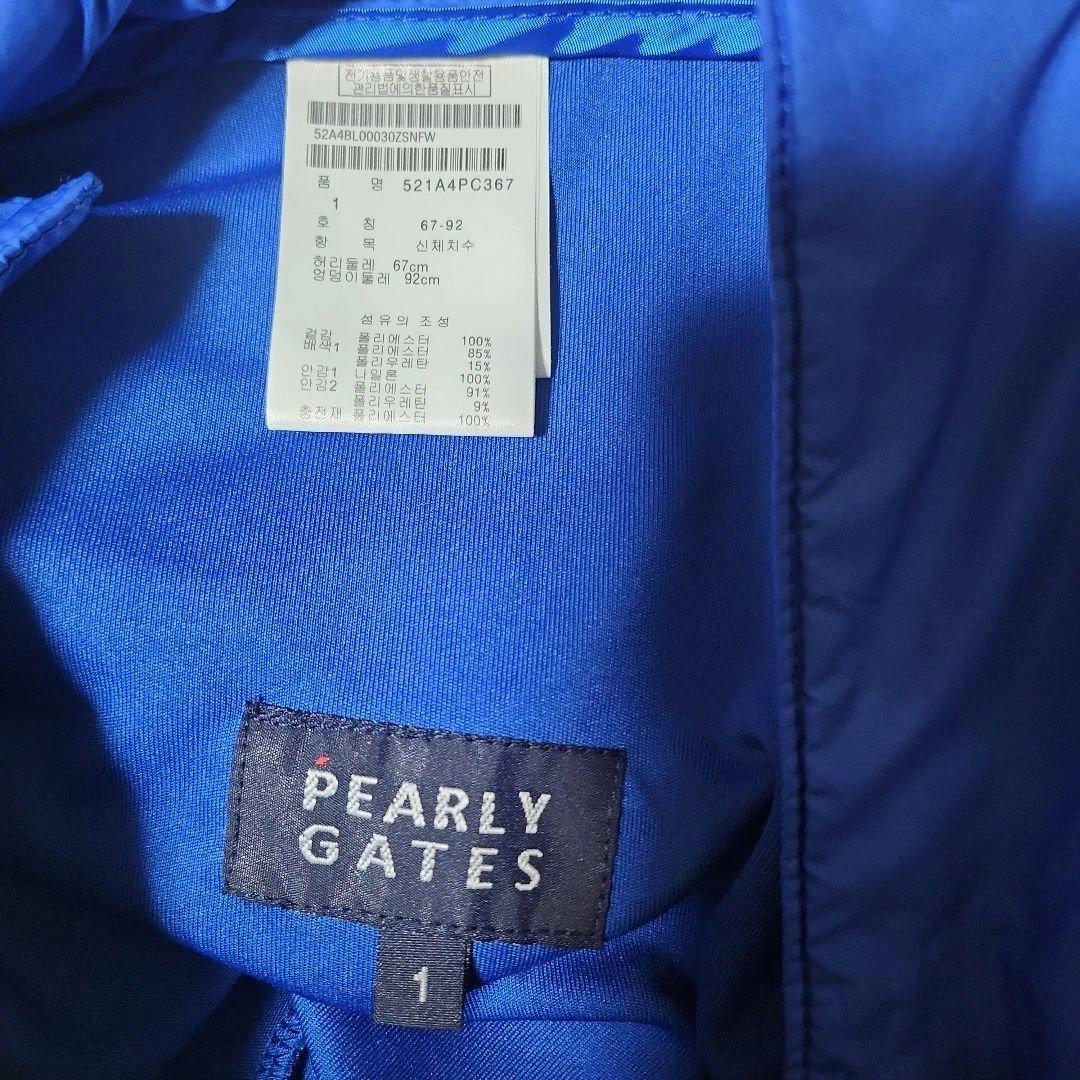 전기용품및생활용품안전
관리법에의한품질표시
52A4BL00030ZSNFW
품 명 521A4PC367
1
호 칭 67-92
항 목 신체치수
허리둘레 67cm
엉덩이둘레 92cm
섬유의 조성
겉감 폴리에스터 100%
배색1 폴리에스터 85%
폴리우레탄 15%
안감1 나일론 100%
안감2 폴리에스터 91%
폴리우레탄 9%
충전재 폴리에스터 100%
PEARLY
GATES
1